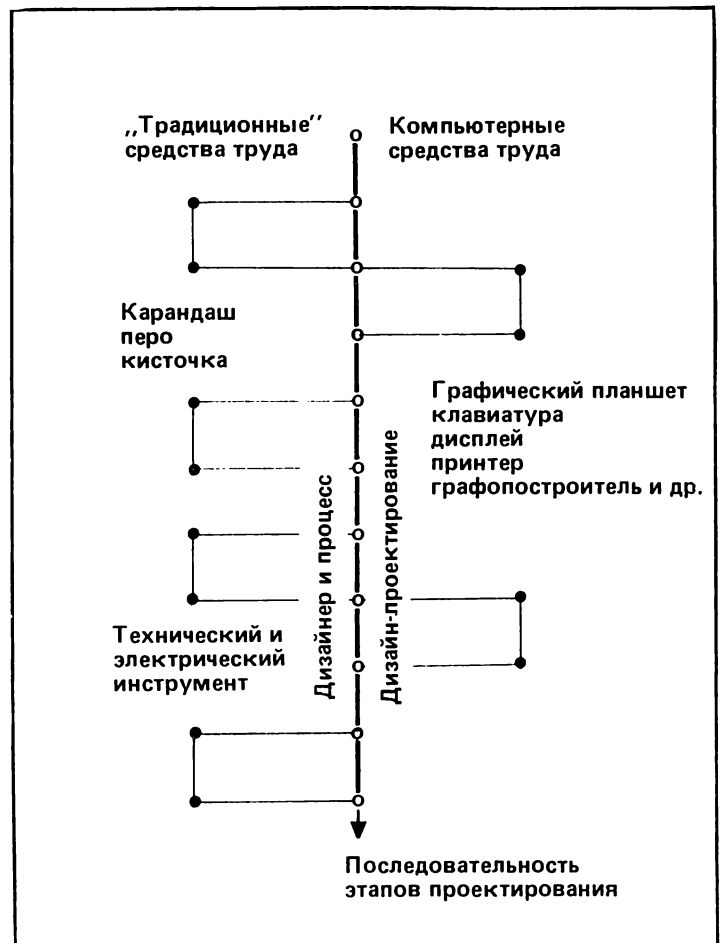 „Традиционные”
средства труда
Компьютерные
средства труда
Карандаш
перо
кисточка
Графический планшет
клавиатура
дисплей
принтер
графопостроитель и др.
Дизайнер и процесс
Дизайн-проектирование
Технический и
электрический
инструмент
Последовательность
этапов проектирования